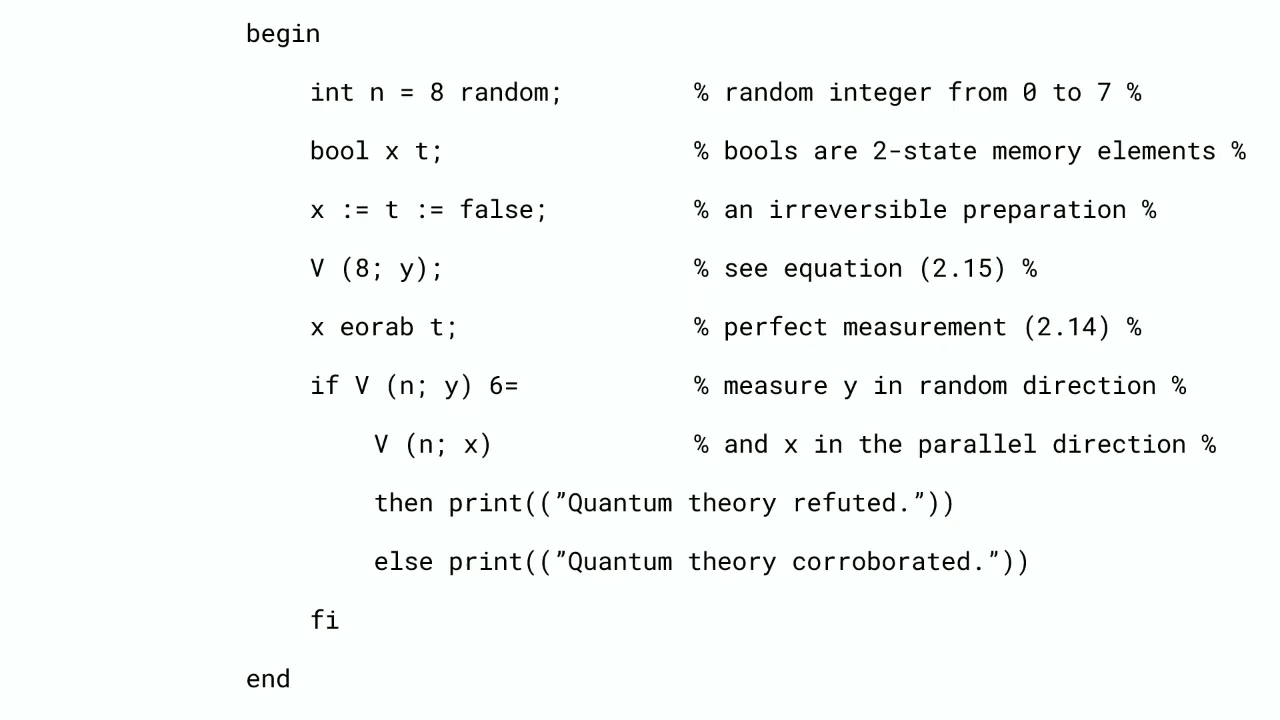 begin
int n = 8 random; % random integer from 0 to 7 %
bool x t; % bools are 2-state memory elements %
x := t := false; % an irreversible preparation %
V (8; y); % see equation (2.15) %
x eorab t; % perfect measurement (2.14) %
if V (n; y) 6= % measure y in random direction %
V (n; x) % and x in the parallel direction %
then print((”Quantum theory refuted.”))
else print((”Quantum theory corroborated.”))
fi
end